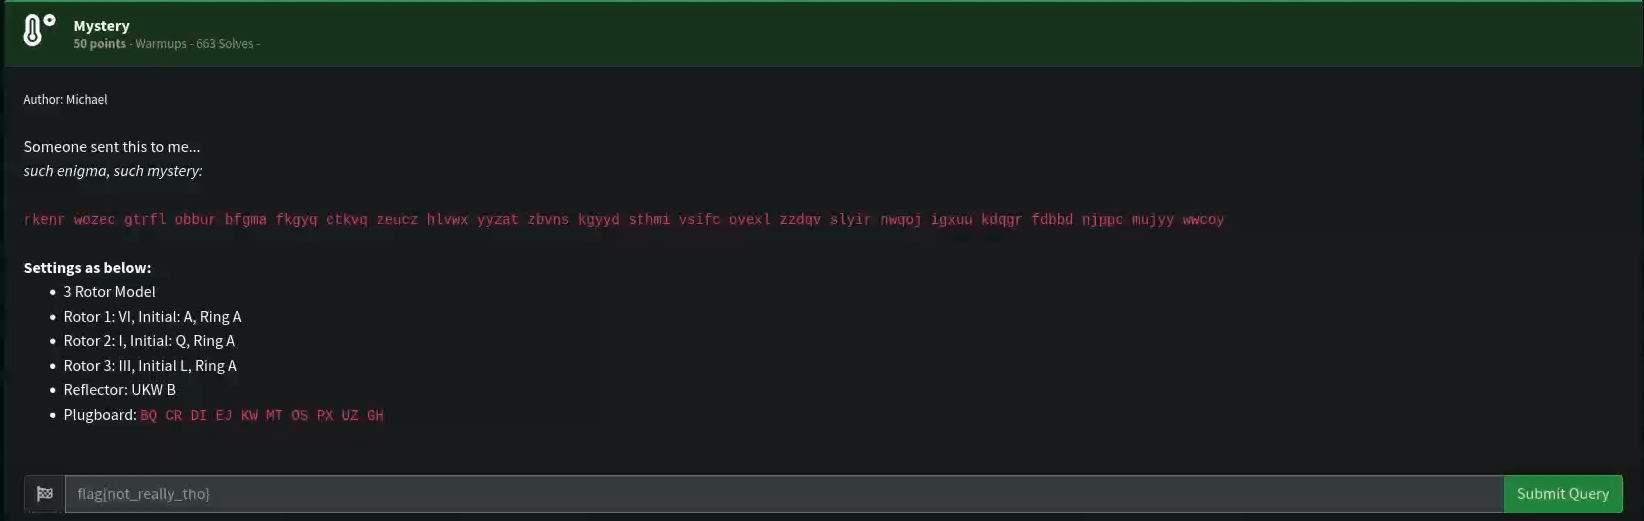 Mystery
50 points - Warmups - 663 Solves -
Author: Michael
Someone sent this to me...
such enigma, such mystery:
rkenr wozec gtrfl obbur bfgma fkgyq ctkvq zeucz hlvwx yyzat zbvns kgyyd sthmi vsifc ovexl zzdqv slyir nwqoj igxuu kdqgr fdbbd njppc mujyy wwcoy
Settings as below:
• 3 Rotor Model
• Rotor 1: VI, Initial: A, Ring A
• Rotor 2: I, Initial: Q, Ring A
• Rotor 3: III, Initial L, Ring A
• Reflector: UKW B
• Plugboard: BQ CR DI EJ KW MT OS PX UZ GH
flag{not_really_tho}
Submit Query